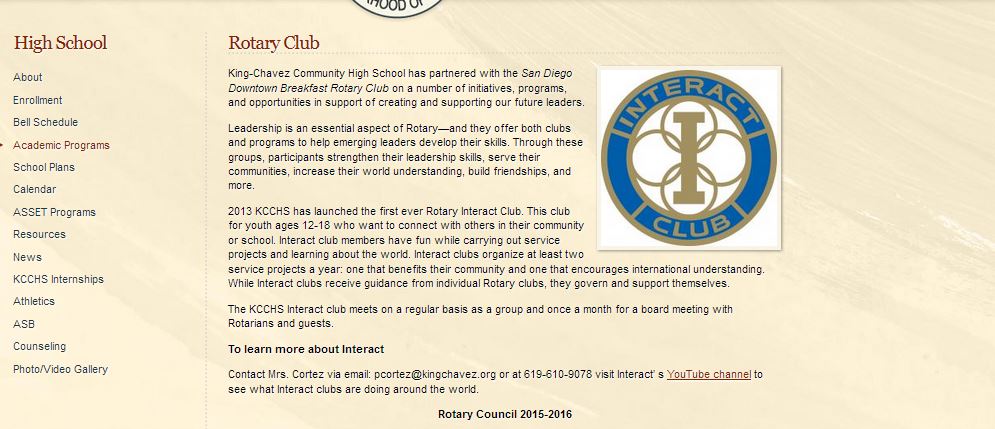 HOOD OF
High School
About
Enrollment
Bell Schedule
Academic Programs
School Plans
Calendar
ASSET Programs
Resources
News
KCCHS Internships
Athletics
ASB
Counseling
Photo/Video Gallery
Rotary Club
King-Chavez Community High School has partnered with the San Diego
Downtown Breakfast Rotary Club on a number of initiatives, programs,
and opportunities in support of creating and supporting our future leaders.
Leadership is an essential aspect of Rotary—and they offer both clubs
and programs to help emerging leaders develop their skills. Through these
groups, participants strengthen their leadership skills, serve their
communities, increase their world understanding, build friendships, and
more.
2013 KCCHS has launched the first ever Rotary Interact Club. This club
for youth ages 12-18 who want to connect with others in their community
or school. Interact club members have fun while carrying out service
projects and learning about the world. Interact clubs organize at least two
service projects a year: one that benefits their community and one that encourages international understanding.
While Interact clubs receive guidance from individual Rotary clubs, they govern and support themselves.
The KCCHS Interact club meets on a regular basis as a group and once a month for a board meeting with
Rotarians and guests.
To learn more about Interact
Contact Mrs. Cortez via email: pcortez@kingchavez.org or at 619-610-9078 visit Interact' s YouTube channel to
see what Interact clubs are doing around the world.
Rotary Council 2015-2016
INTERACT
I
CLUB